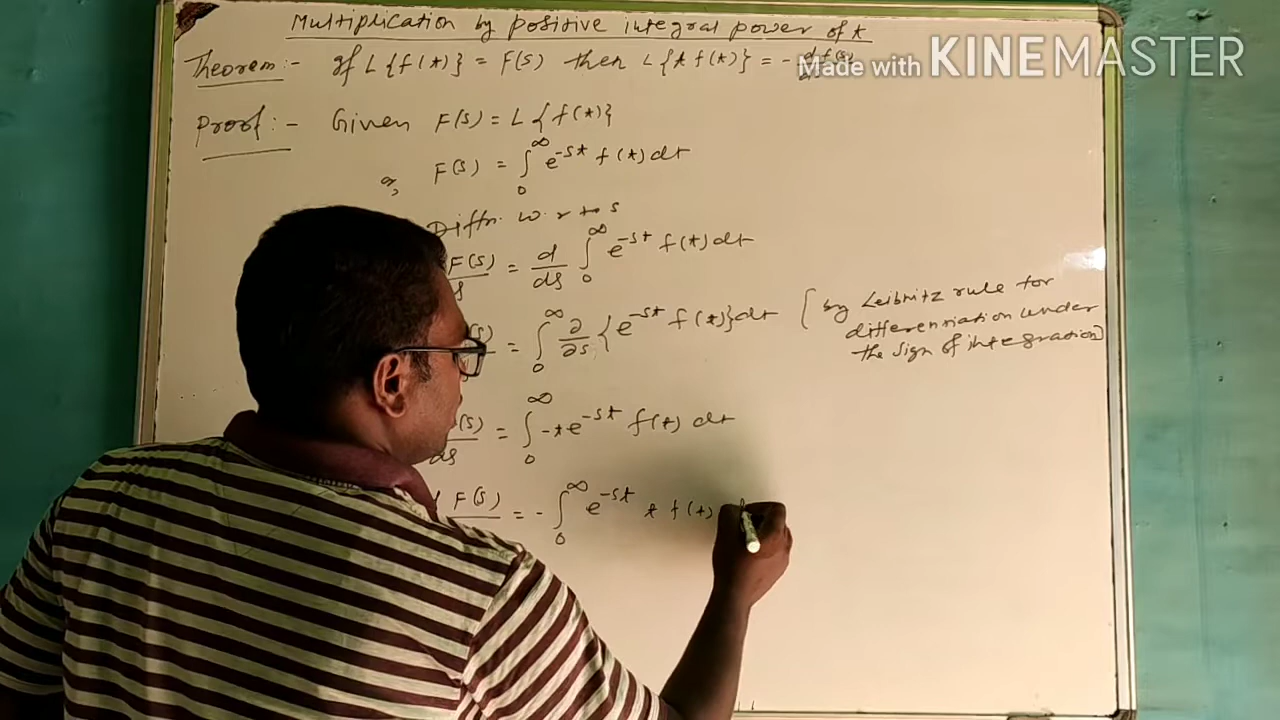 Multiplication by positive integral power of t
Made with KINEMASTER
Theorem:- If L{f(t)} = F(s) then L{t f(t)} = -
Proof:- Given F(s) = L{f(t)}
or, F(s) = ∫₀^∞ e^{-st} f(t) dt
Diffn. w.r to s
F(s) = d/ds ∫₀^∞ e^{-st} f(t) dt
(s) = ∫₀^∞ ∂/∂s {e^{-st} f(t)} dt [by Leibnitz rule for
differentiation under
the sign of integration]
(s)/ds = ∫₀^∞ -t e^{-st} f(t) dt
F(s) = - ∫₀^∞ e^{-st} t f(t)